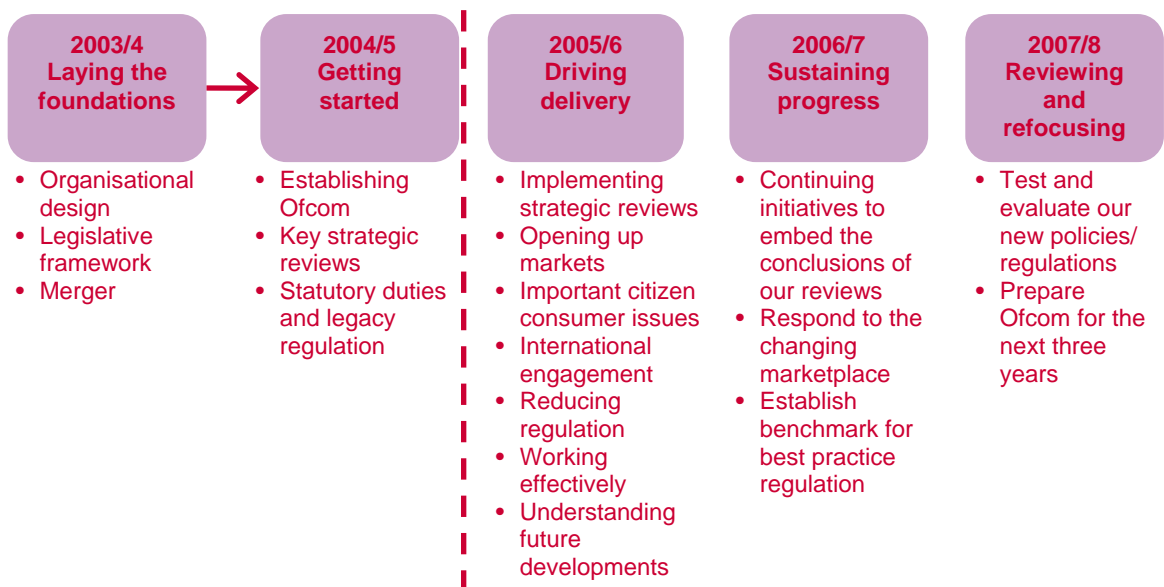 2003/4
Laying the
foundations
• Organisational
design
• Legislative
framework
• Merger
2004/5
Getting
started
• Establishing
Ofcom
• Key strategic
reviews
• Statutory duties
and legacy
regulation
2005/6
Driving
delivery
• Implementing
strategic reviews
• Opening up
markets
• Important citizen
consumer issues
• International
engagement
• Reducing
regulation
• Working
effectively
• Understanding
future
developments
2006/7
Sustaining
progress
• Continuing
initiatives to
embed the
conclusions of
our reviews
• Respond to the
changing
marketplace
• Establish
benchmark for
best practice
regulation
2007/8
Reviewing
and
refocusing
• Test and
evaluate our
new policies/
regulations
• Prepare
Ofcom for the
next three
years